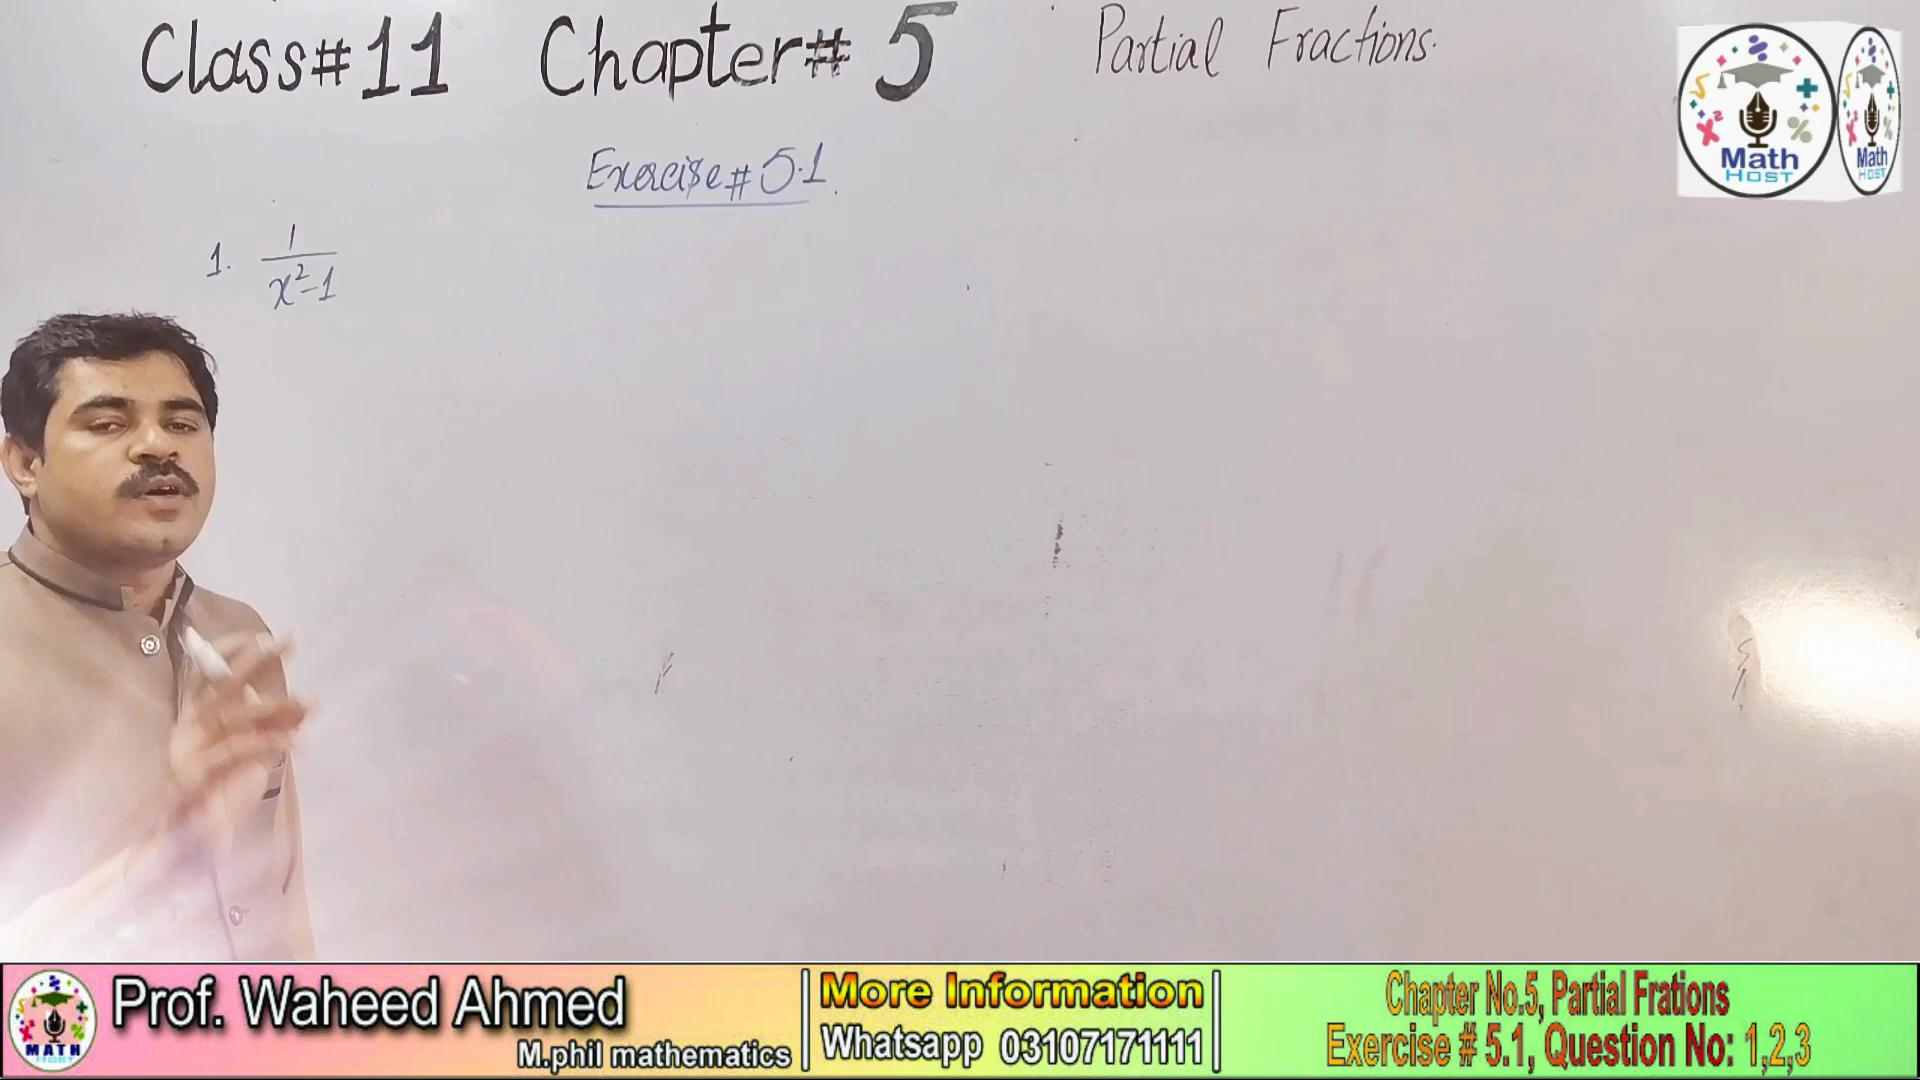 Class#11 Chapter#5 Partial Fractions.
Exercise#5.1
1. 1/(x²-1)
Math
HOST
Math
HOST
MATH
HOST
Prof. Waheed Ahmed
M.phil mathematics
More Information
Whatsapp 03107171111
Chapter No.5, Partial Frations
Exercise # 5.1, Question No: 1,2,3